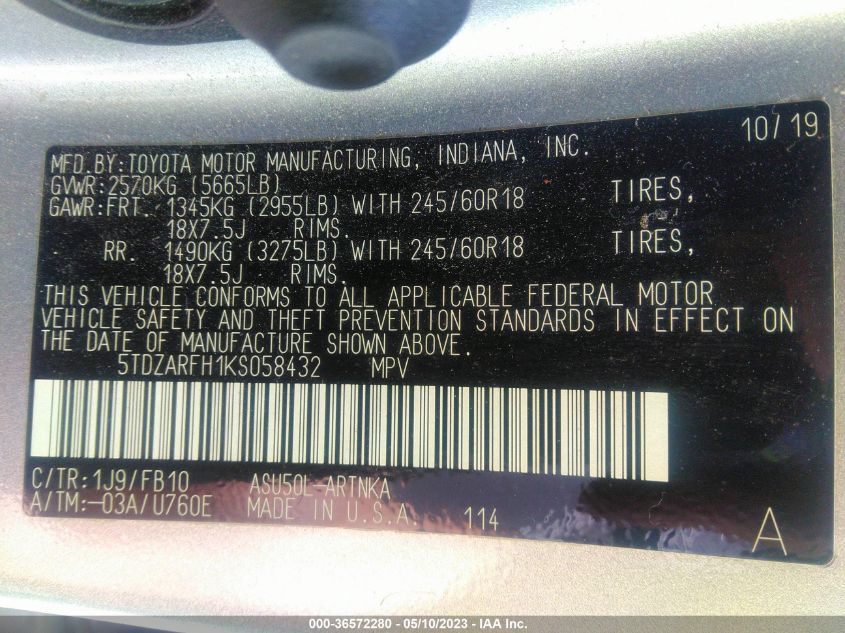 10/19
MFD.BY:TOYOTA MOTOR MANUFACTURING, INDIANA, INC.
GVWR:2570KG (5665LB)
GAWR:FRT. 1345KG (2955LB) WITH 245/60R18 TIRES,
18X7.5J RIMS.
RR. 1490KG (3275LB) WITH 245/60R18 TIRES,
18X7.5J RIMS.
THIS VEHICLE CONFORMS TO ALL APPLICABLE FEDERAL MOTOR
VEHICLE SAFETY AND THEFT PREVENTION STANDARDS IN EFFECT ON
THE DATE OF MANUFACTURE SHOWN ABOVE.
5TDZARFH1KS058432 MPV
C/TR:1J9/FB10 ASU50L-ARTNKA
A/TM:-03A/U760E MADE IN U.S.A. 114
A
000-36572280 - 05/10/2023 - IAA Inc.